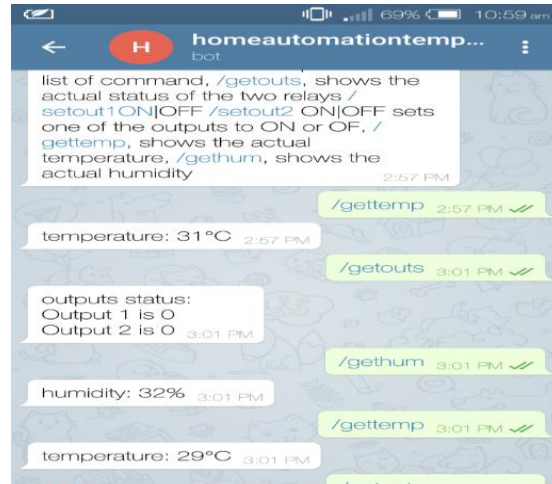 69% 10:59 am
H homeautomationtemp...
bot
list of command, /getouts, shows the
actual status of the two relays /
setout1ON|OFF /setout2 ON|OFF sets
one of the outputs to ON or OF, /
gettemp, shows the actual
temperature, /gethum, shows the
actual humidity 2:57 PM
/gettemp 2:57 PM
temperature: 31°C 2:57 PM
/getouts 3:01 PM
outputs status:
Output 1 is 0
Output 2 is 0 3:01 PM
/gethum 3:01 PM
humidity: 32% 3:01 PM
/gettemp 3:01 PM
temperature: 29°C 3:01 PM